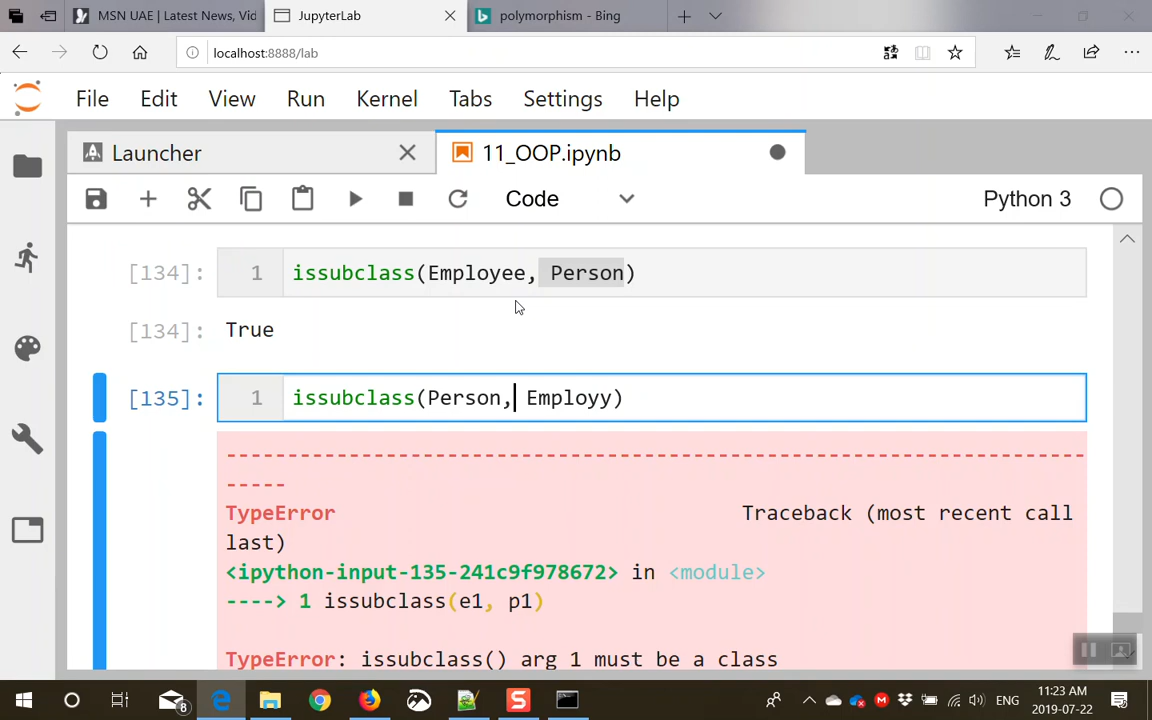 MSN UAE | Latest News, Vid
JupyterLab
polymorphism - Bing
localhost:8888/lab
File Edit View Run Kernel Tabs Settings Help
Launcher
11_OOP.ipynb
Code
Python 3
[134]: 1 issubclass(Employee, Person)
[134]: True
[135]: 1 issubclass(Person, Employy)
---------------------------------------------------------------------------
TypeError Traceback (most recent call
last)
<ipython-input-135-241c9f978672> in <module>
----> 1 issubclass(e1, p1)
TypeError: issubclass() arg 1 must be a class
8
ENG
11:23 AM
2019-07-22